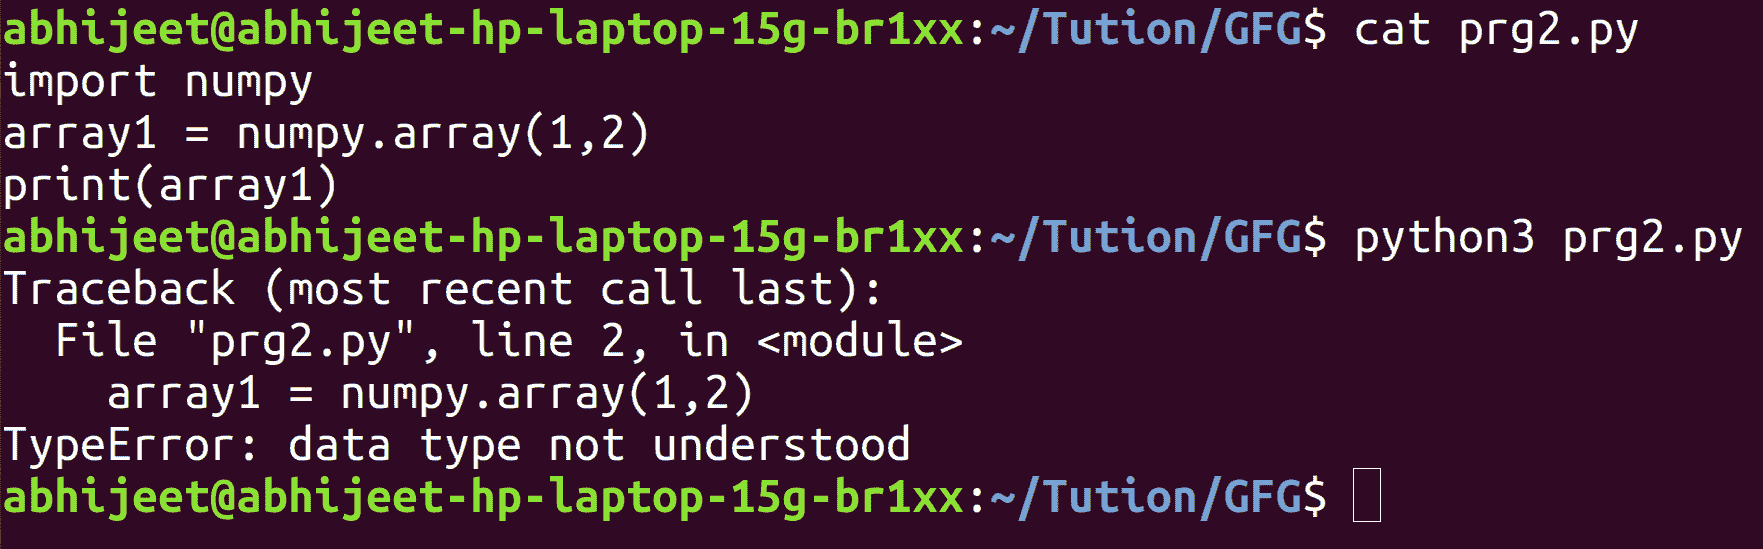 abhijeet@abhijeet-hp-laptop-15g-br1xx:~/Tution/GFG$ cat prg2.py
import numpy
array1 = numpy.array(1,2)
print(array1)
abhijeet@abhijeet-hp-laptop-15g-br1xx:~/Tution/GFG$ python3 prg2.py
Traceback (most recent call last):
  File "prg2.py", line 2, in <module>
    array1 = numpy.array(1,2)
TypeError: data type not understood
abhijeet@abhijeet-hp-laptop-15g-br1xx:~/Tution/GFG$